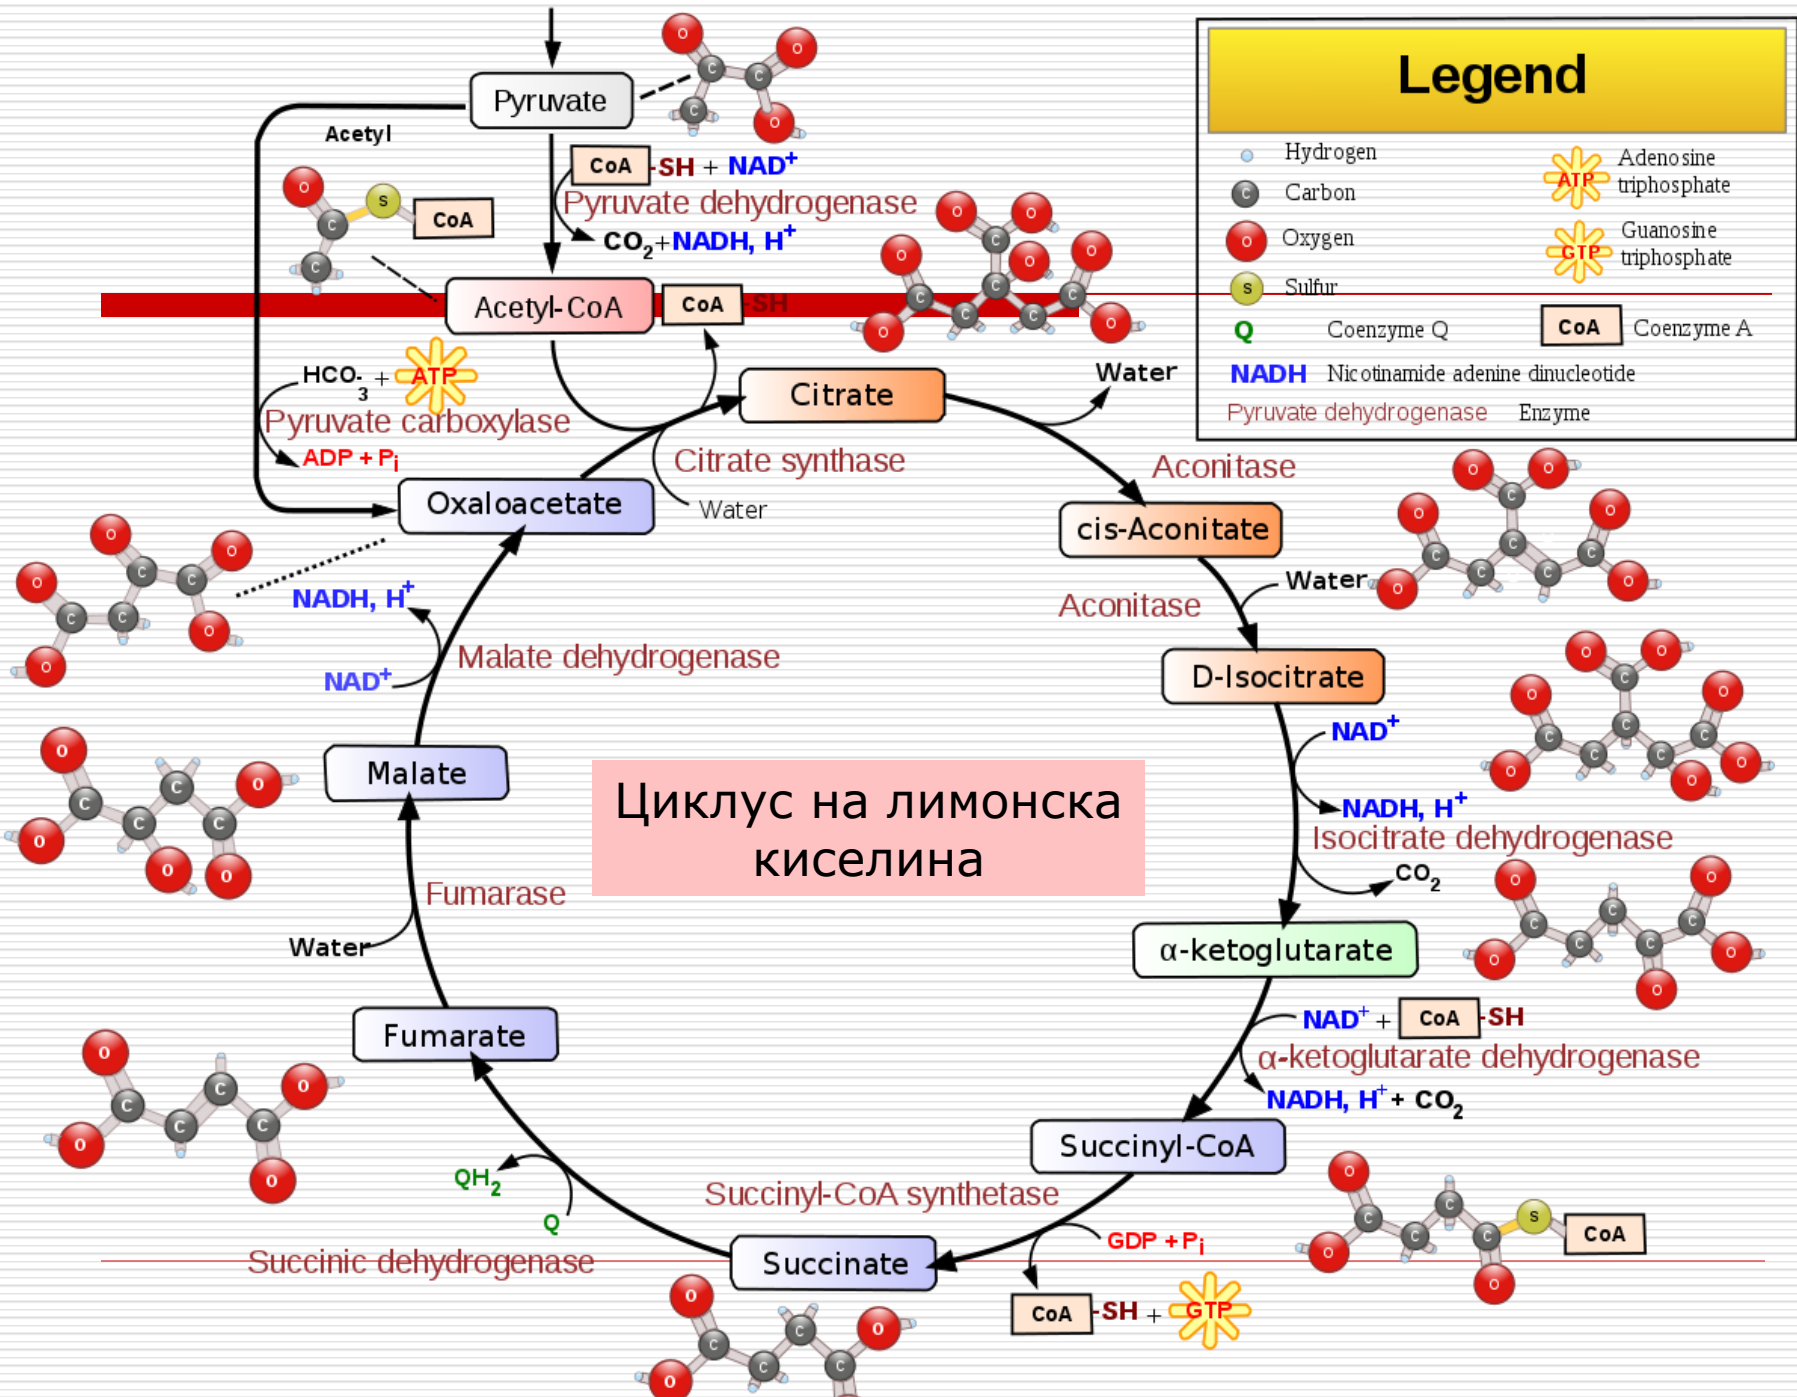 Pyruvate
Acetyl
CoA -SH + NAD+
Pyruvate dehydrogenase
CO2+NADH, H+
S CoA
Acetyl-CoA
CoA -SH
HCO3- + ATP
Pyruvate carboxylase
ADP + Pi
Citrate
Water
Citrate synthase
Water
Aconitase
Oxaloacetate
cis-Aconitate
Water
Aconitase
NADH, H+
Malate dehydrogenase
NAD+
D-Isocitrate
NAD+
NADH, H+
Isocitrate dehydrogenase
CO2
Malate
Циклус на лимонска
киселина
Fumarase
Water
α-ketoglutarate
NAD+ + CoA -SH
α-ketoglutarate dehydrogenase
NADH, H+ + CO2
Fumarate
Succinyl-CoA
S CoA
QH2
Q
Succinyl-CoA synthetase
GDP + Pi
Succinic dehydrogenase
Succinate
CoA -SH + GTP
Legend
Hydrogen
C Carbon
O Oxygen
S Sulfur
Q Coenzyme Q
NADH Nicotinamide adenine dinucleotide
Pyruvate dehydrogenase Enzyme
ATP Adenosine
triphosphate
GTP Guanosine
triphosphate
CoA Coenzyme A